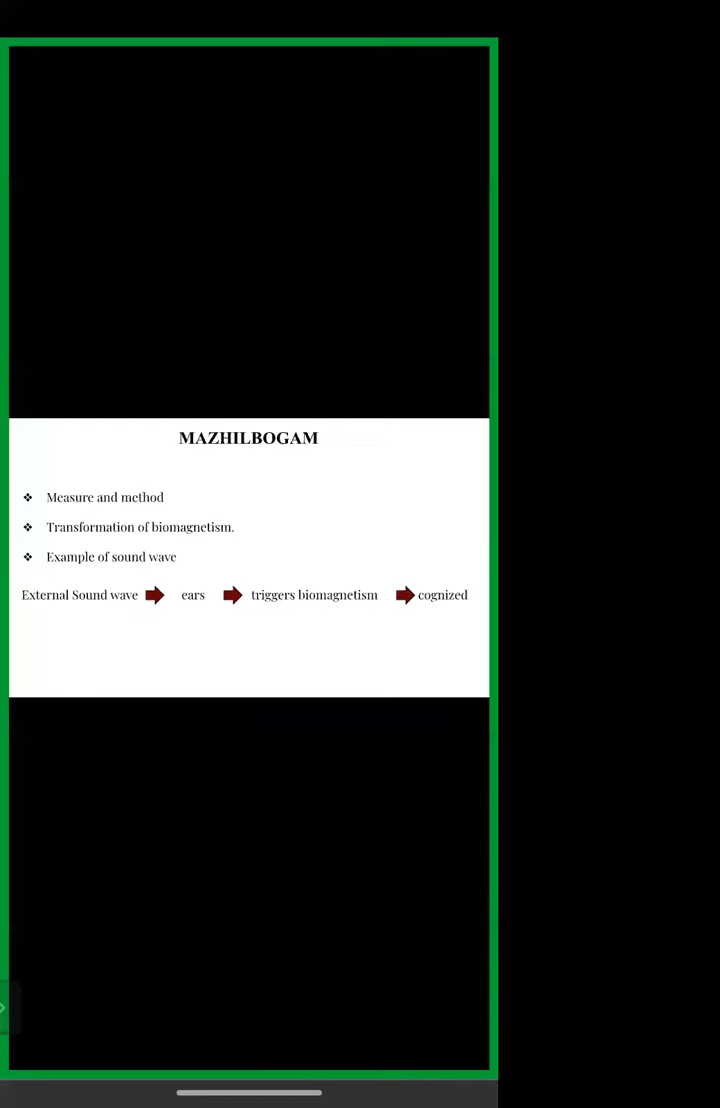 MAZHILBOGAM
❖ Measure and method
❖ Transformation of biomagnetism.
❖ Example of sound wave
External Sound wave ➡ ears ➡ triggers biomagnetism ➡ cognized